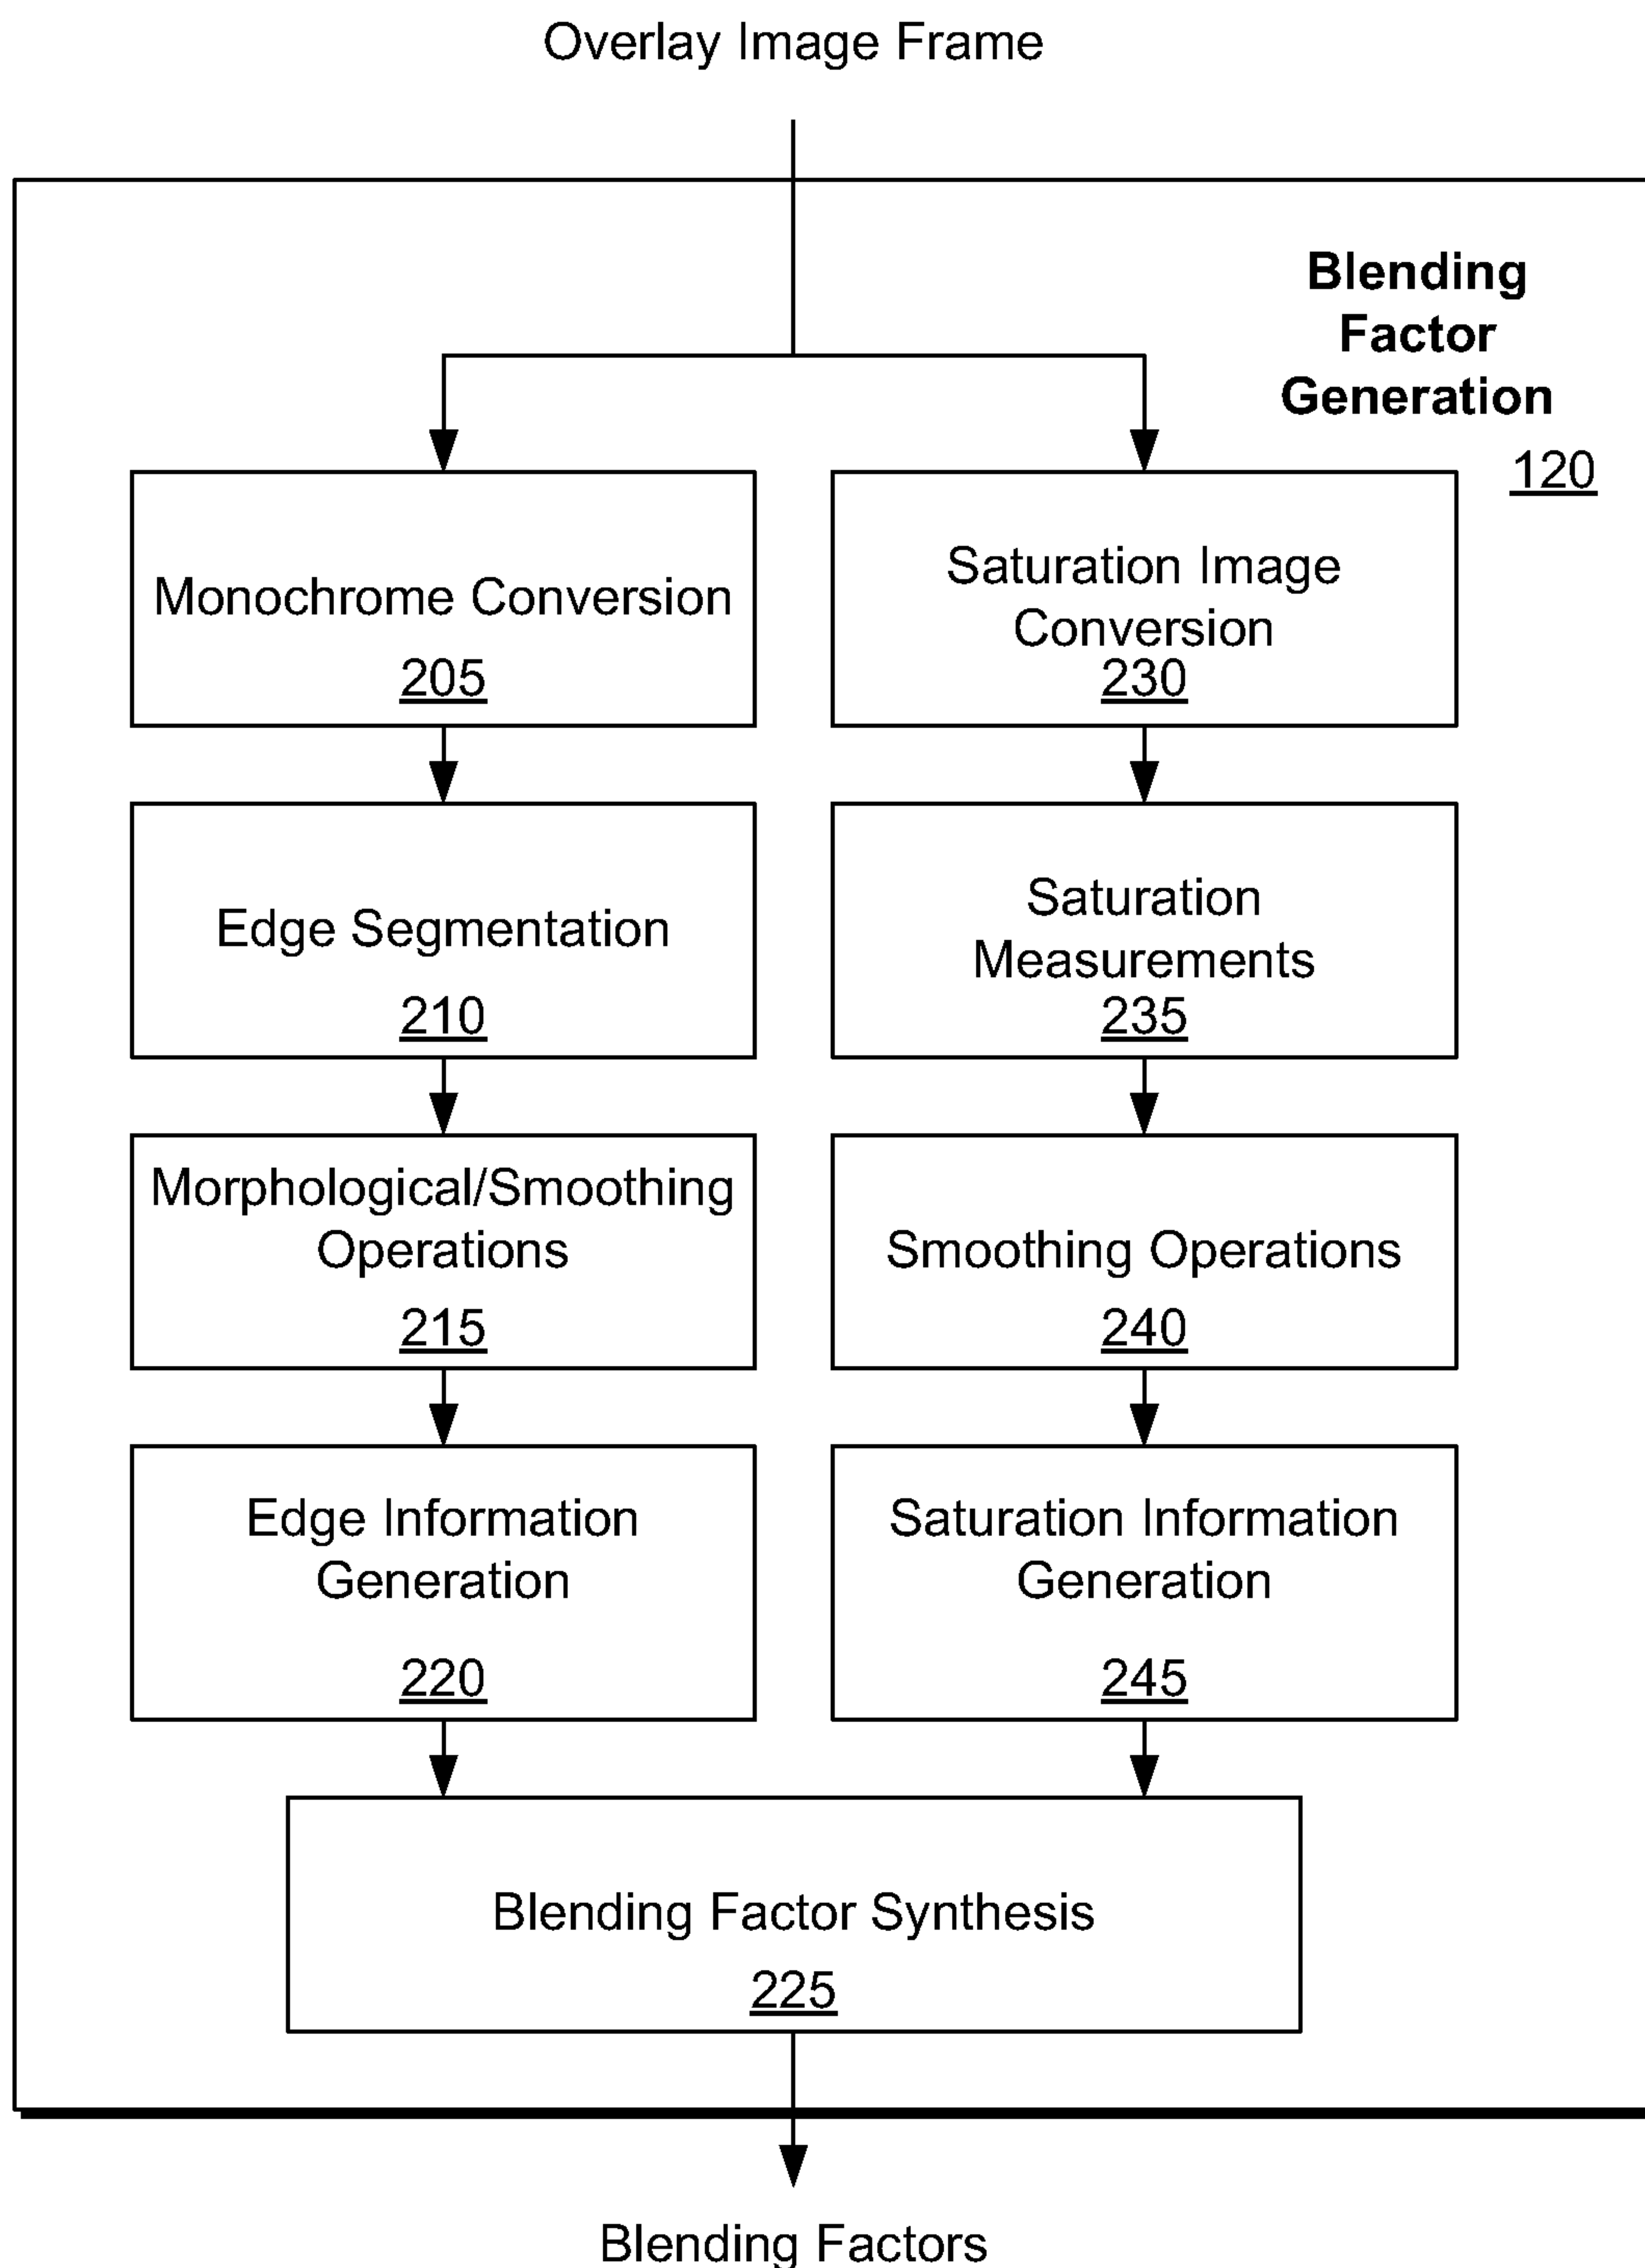 Overlay Image Frame
Blending
Factor
Generation
120
Monochrome Conversion
205
Saturation Image
Conversion
230
Edge Segmentation
210
Saturation
Measurements
235
Morphological/Smoothing
Operations
215
Smoothing Operations
240
Edge Information
Generation
220
Saturation Information
Generation
245
Blending Factor Synthesis
225
Blending Factors